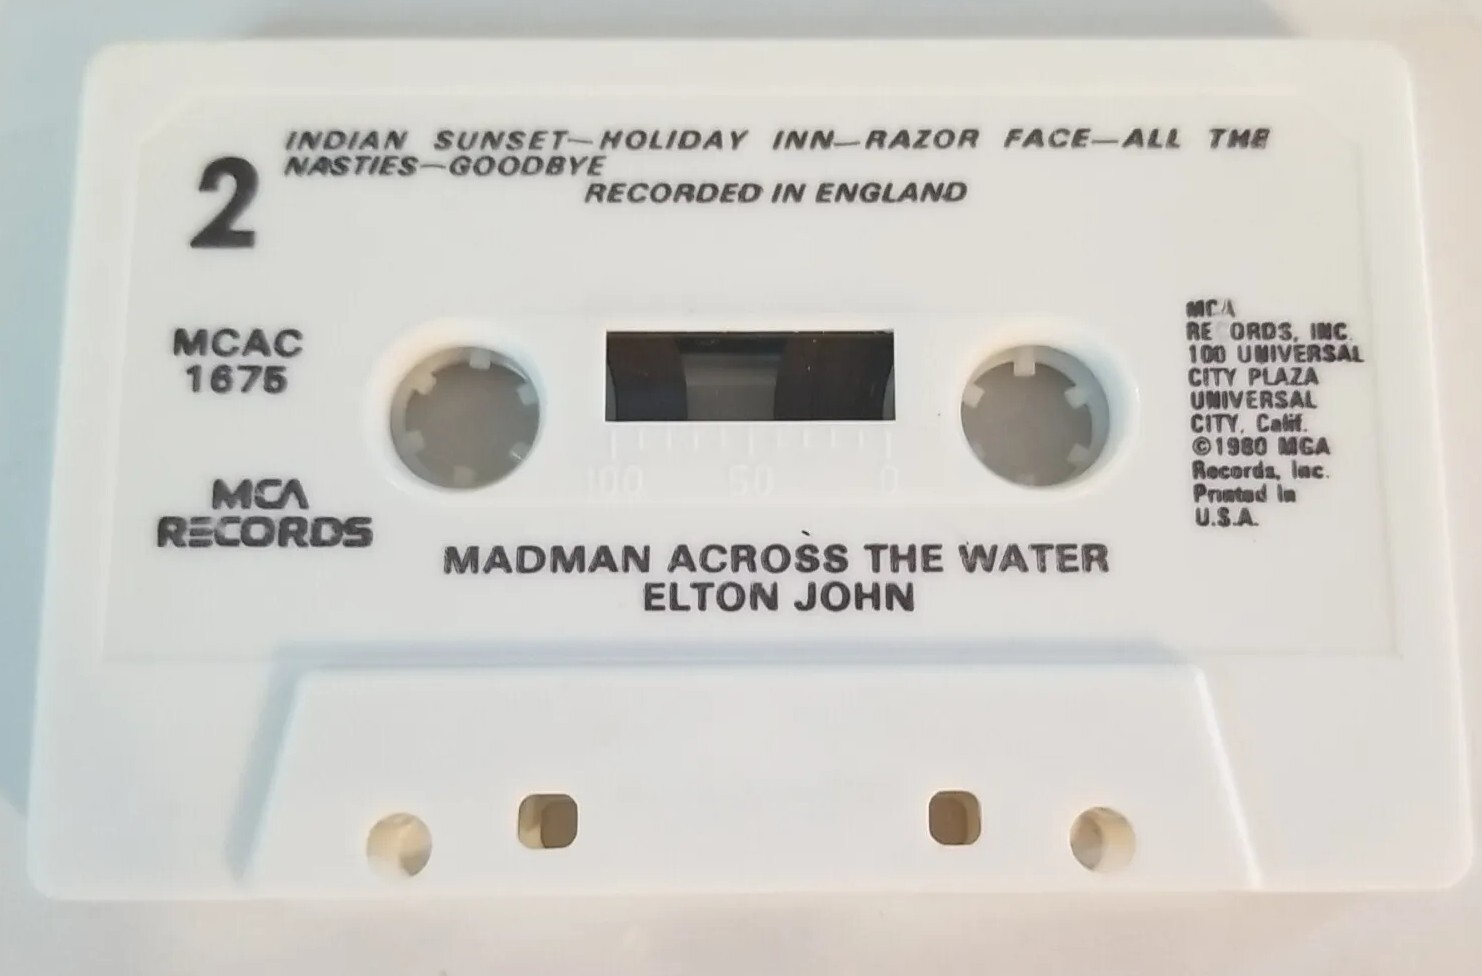 INDIAN SUNSET—HOLIDAY INN—RAZOR FACE—ALL THE
NASTIES—GOODBYE
RECORDED IN ENGLAND
2
MCAC
1675
MCA
RECORDS
100 50 0
MCA
RECORDS, INC.
100 UNIVERSAL
CITY PLAZA
UNIVERSAL
CITY, Calif.
©1980 MCA
Records, Inc.
Printed in
U.S.A.
MADMAN ACROSS THE WATER
ELTON JOHN